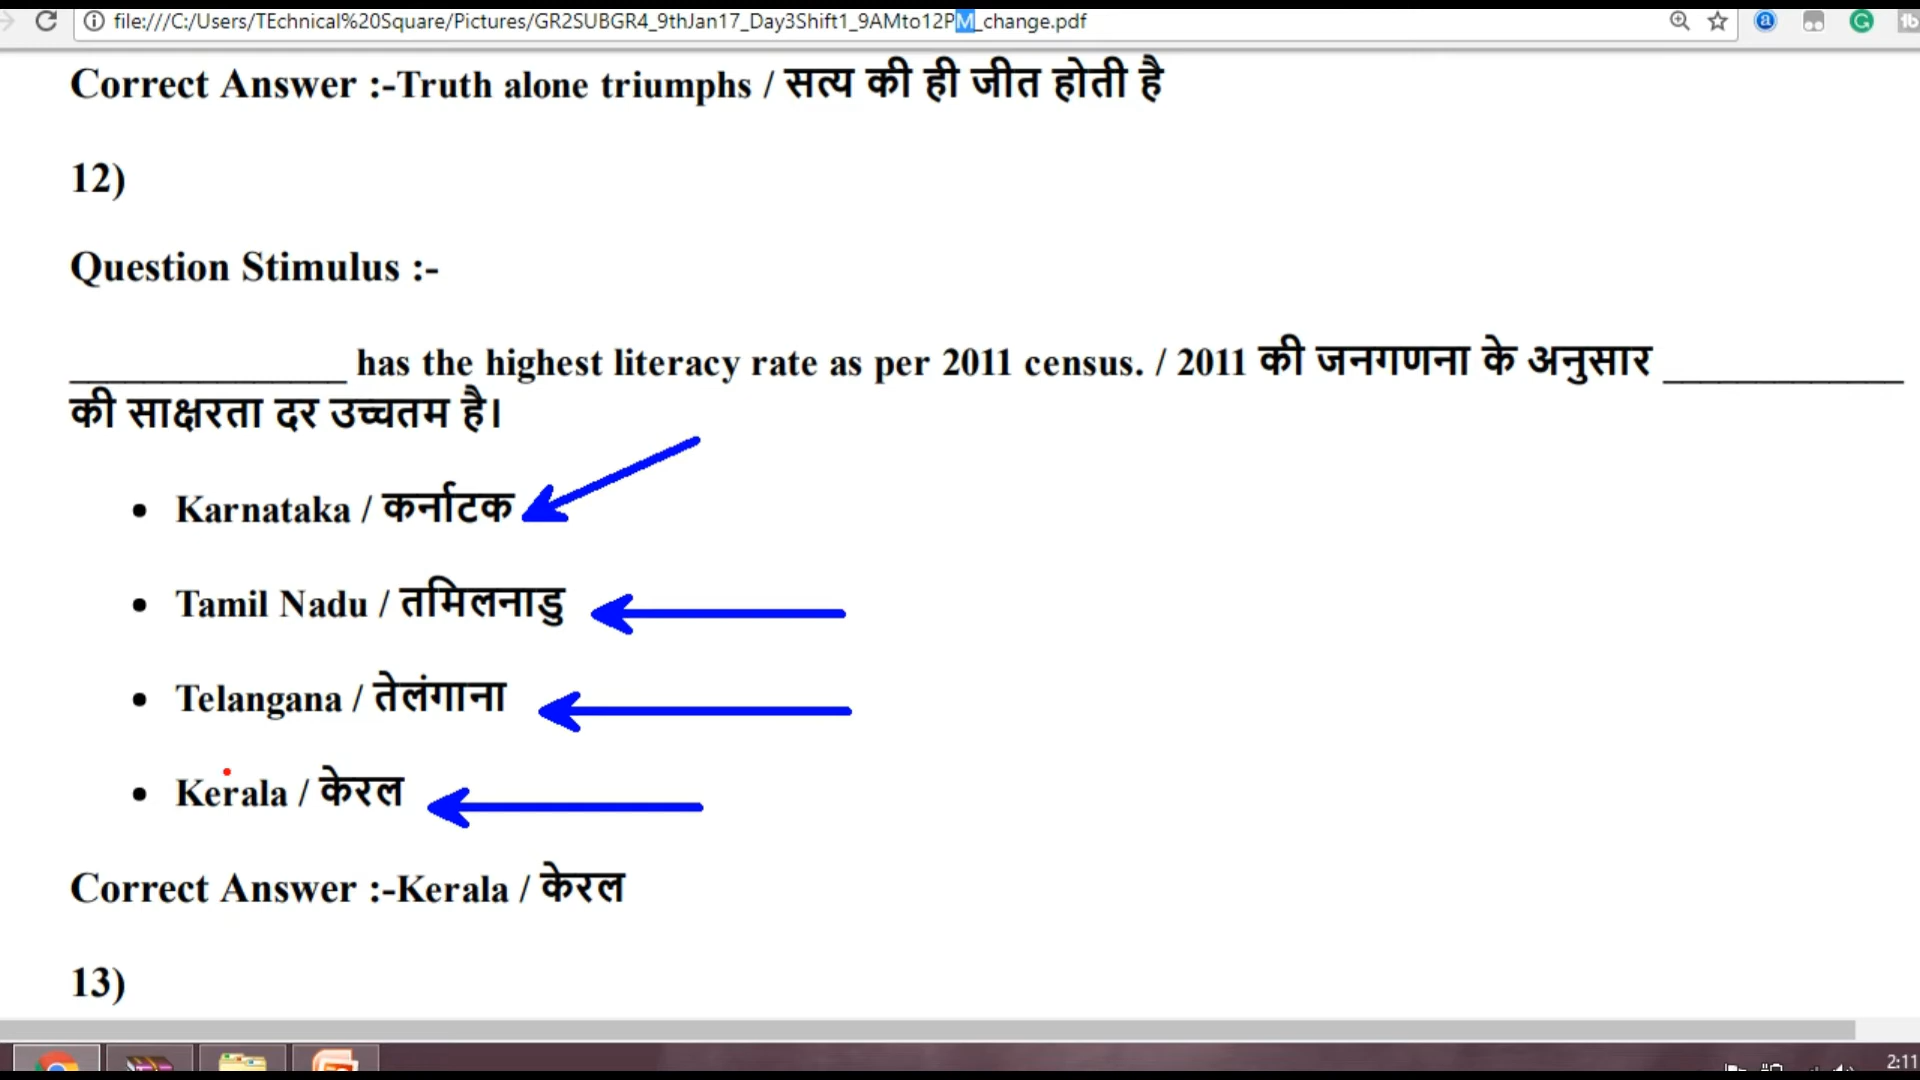 file:///C:/Users/TEchnical%20Square/Pictures/GR2SUBGR4_9thJan17_Day3Shift1_9AMto12PM_change.pdf
Correct Answer :-Truth alone triumphs / सत्य की ही जीत होती है
12)
Question Stimulus :-
_______________ has the highest literacy rate as per 2011 census. / 2011 की जनगणना के अनुसार _____________
की साक्षरता दर उच्चतम है।
• Karnataka / कर्नाटक
• Tamil Nadu / तमिलनाडु
• Telangana / तेलंगाना
• Kerala / केरल
Correct Answer :-Kerala / केरल
13)
2:11